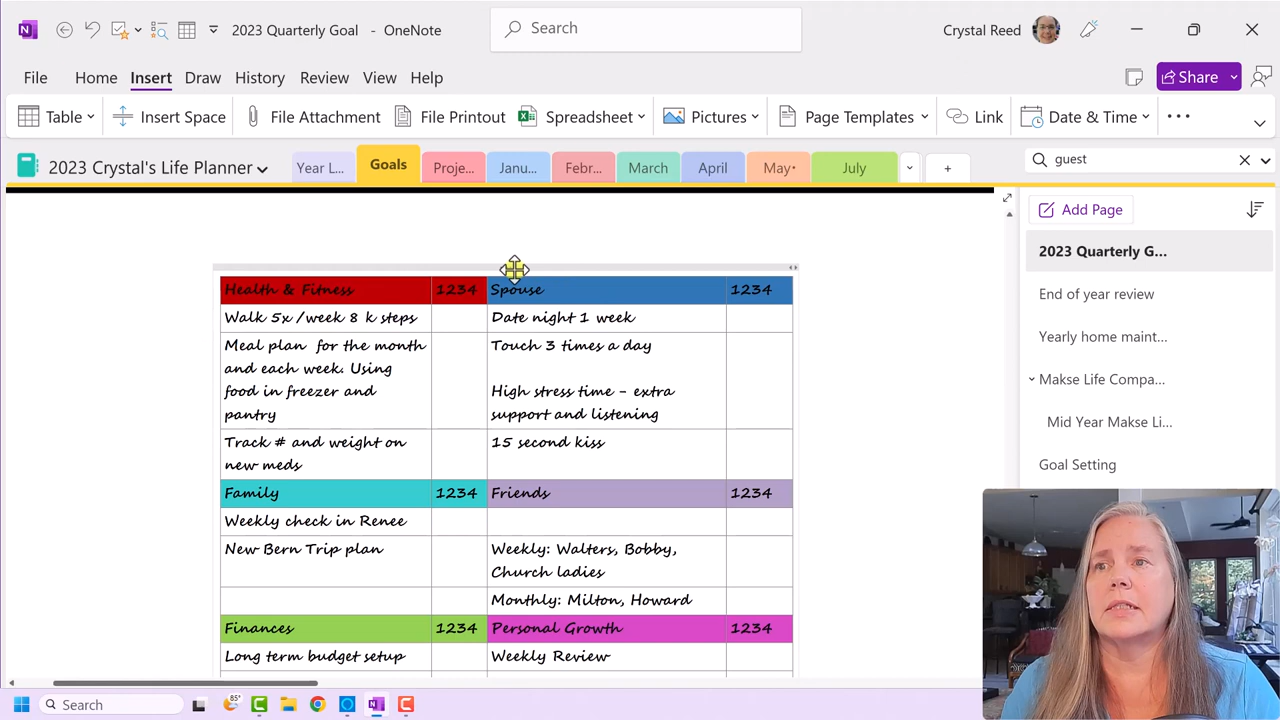 2023 Quarterly Goal - OneNote
Search
Crystal Reed
File Home Insert Draw History Review View Help
Share
Table Insert Space File Attachment File Printout Spreadsheet Pictures Page Templates Link Date & Time
2023 Crystal's Life Planner Year L... Goals Proje... Janu... Febr... March April May July
guest
Add Page
2023 Quarterly G...
End of year review
Yearly home maint...
Makse Life Compa...
Mid Year Makse Li...
Goal Setting
Health & Fitness 1234 Spouse 1234
Walk 5x /week 8 k steps Date night 1 week
Meal plan for the month Touch 3 times a day
and each week. Using
food in freezer and High stress time - extra
pantry support and listening
Track # and weight on 15 second kiss
new meds
Family 1234 Friends 1234
Weekly check in Renee
New Bern Trip plan Weekly: Walters, Bobby,
Church ladies
Monthly: Milton, Howard
Finances 1234 Personal Growth 1234
Long term budget setup Weekly Review
Search
85°